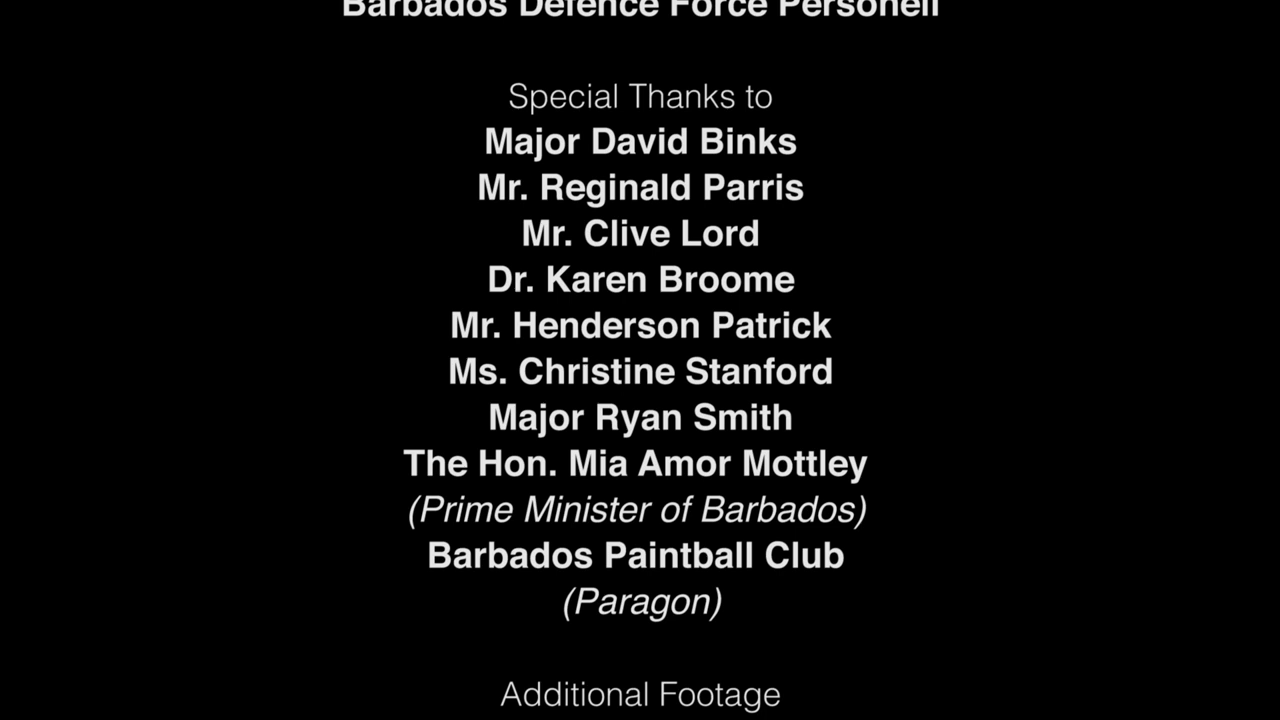 Barbados Defence Force Personell
Special Thanks to
Major David Binks
Mr. Reginald Parris
Mr. Clive Lord
Dr. Karen Broome
Mr. Henderson Patrick
Ms. Christine Stanford
Major Ryan Smith
The Hon. Mia Amor Mottley
(Prime Minister of Barbados)
Barbados Paintball Club
(Paragon)
Additional Footage